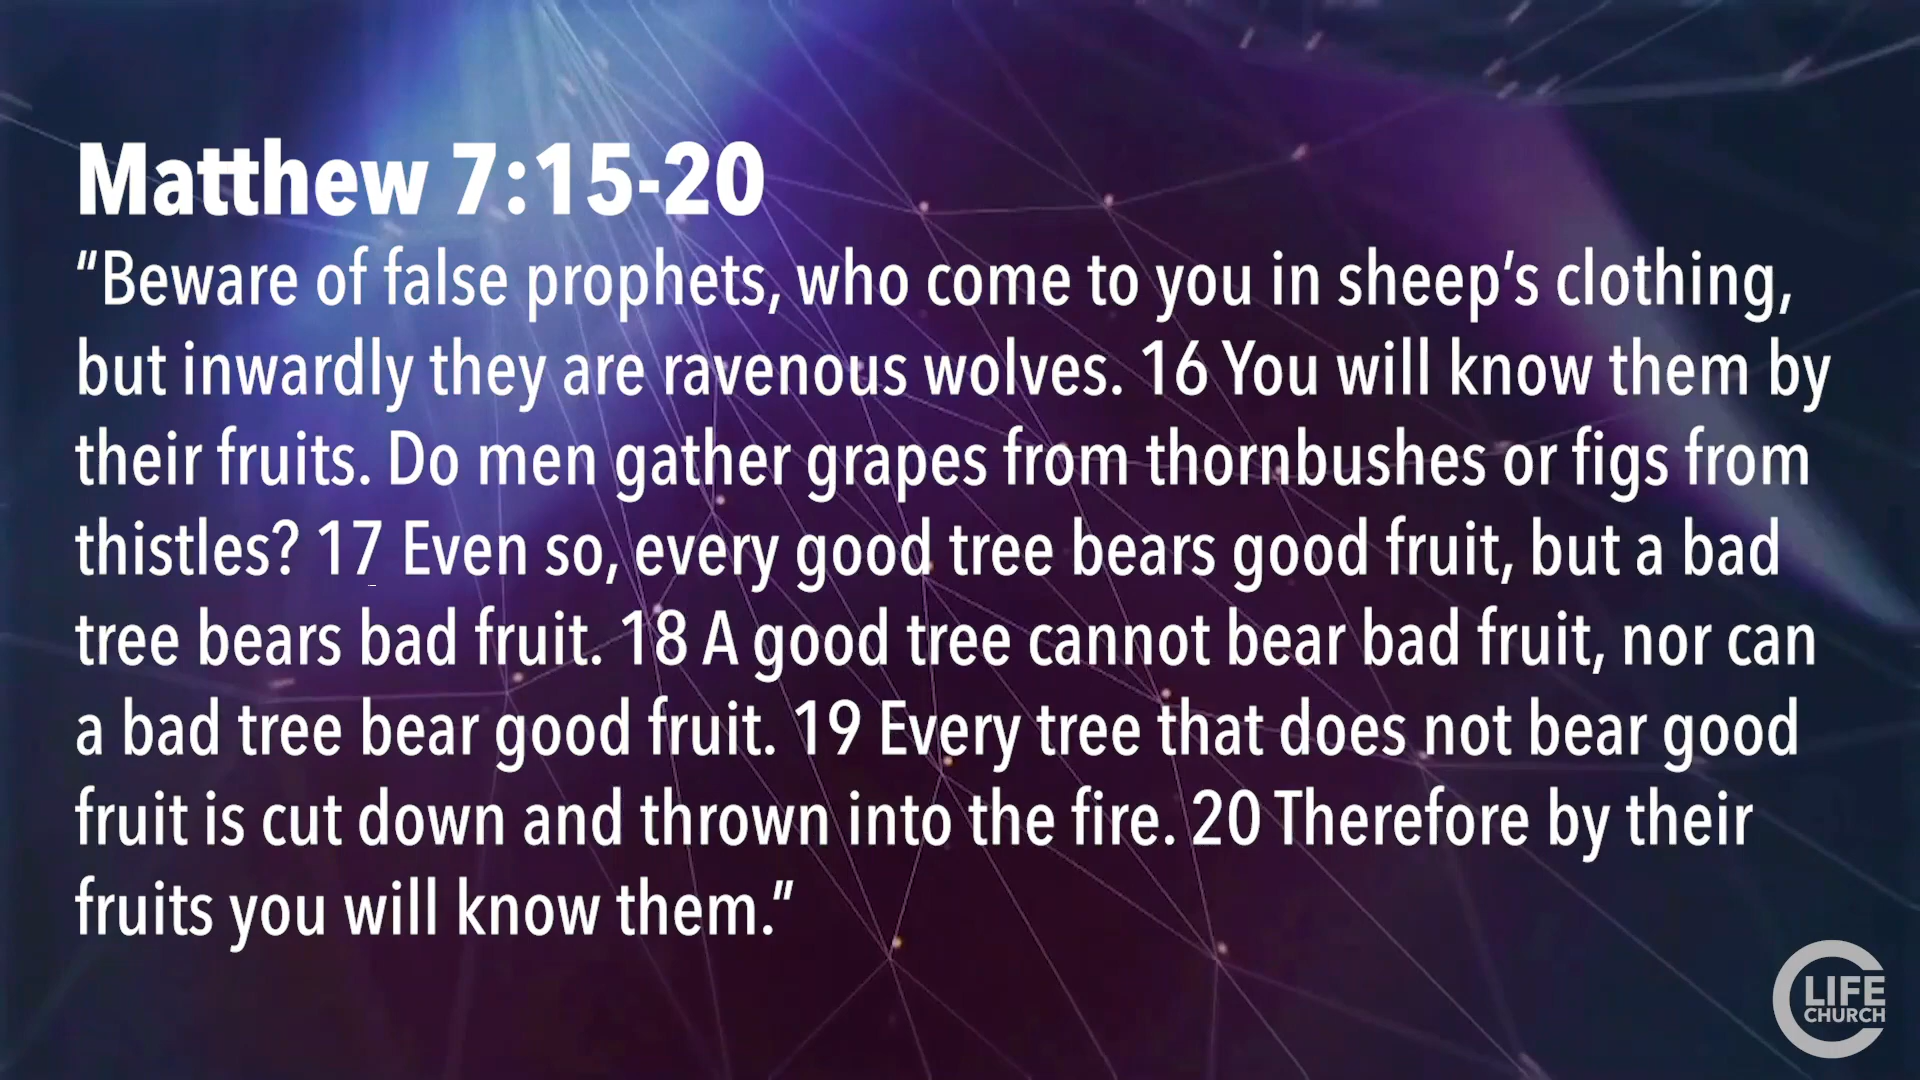 Matthew 7:15-20
“Beware of false prophets, who come to you in sheep’s clothing,
but inwardly they are ravenous wolves. 16 You will know them by
their fruits. Do men gather grapes from thornbushes or figs from
thistles? 17 Even so, every good tree bears good fruit, but a bad
tree bears bad fruit. 18 A good tree cannot bear bad fruit, nor can
a bad tree bear good fruit. 19 Every tree that does not bear good
fruit is cut down and thrown into the fire. 20 Therefore by their
fruits you will know them.”
LIFE
CHURCH